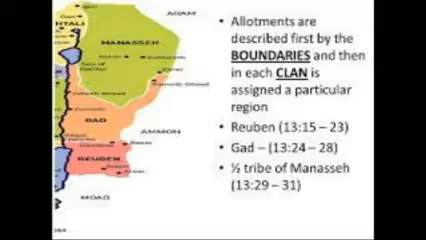 ARAM
HTALI
MANASSEH
GAD
AMMON
REUBEN
MOAB
• Allotments are
described first by the
BOUNDARIES and then
in each CLAN is
assigned a particular
region
• Reuben (13:15 – 23)
• Gad – (13:24 – 28)
• ½ tribe of Manasseh
(13:29 – 31)